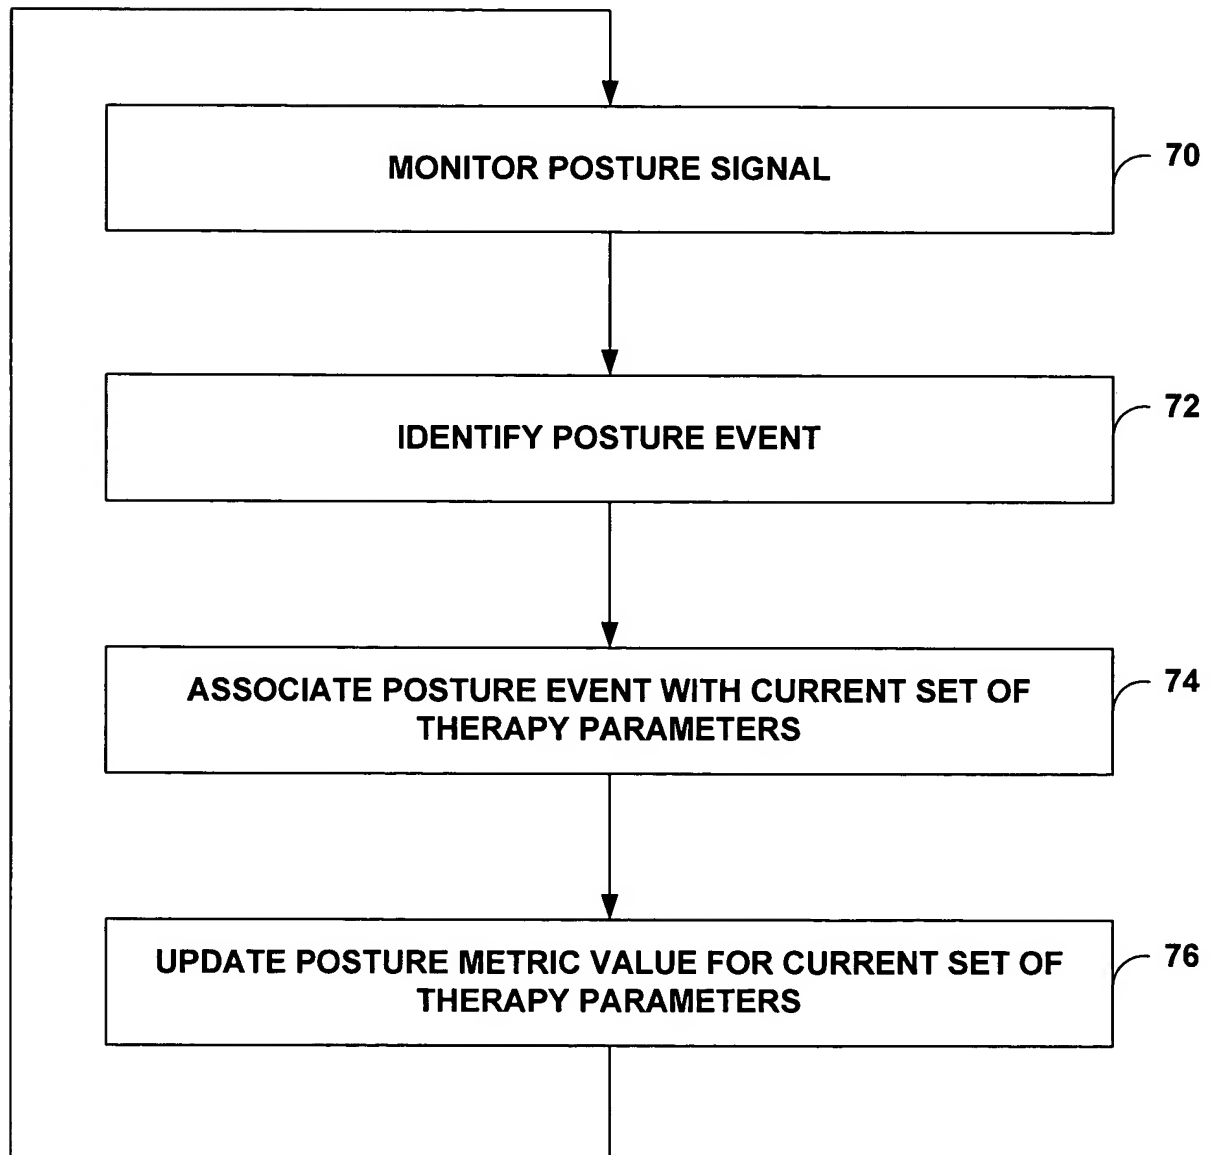 MONITOR POSTURE SIGNAL
70
IDENTIFY POSTURE EVENT
72
ASSOCIATE POSTURE EVENT WITH CURRENT SET OF
THERAPY PARAMETERS
74
UPDATE POSTURE METRIC VALUE FOR CURRENT SET OF
THERAPY PARAMETERS
76